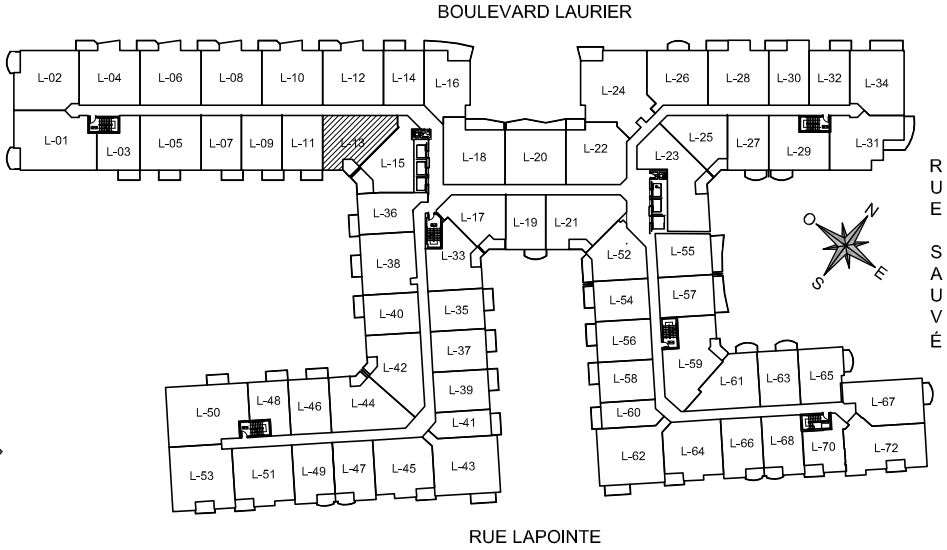 BOULEVARD LAURIER
L-02 L-04 L-06 L-08 L-10 L-12 L-14 L-16 L-24 L-26 L-28 L-30 L-32 L-34
L-01 L-03 L-05 L-07 L-09 L-11 L-13 L-15 L-18 L-20 L-22 L-23 L-25 L-27 L-29 L-31
L-36 L-17 L-19 L-21
L-38 L-33 L-52 L-55
L-40 L-35 L-54 L-57
L-42 L-37 L-56 L-59
L-39 L-58 L-61 L-63 L-65
L-50 L-48 L-46 L-44 L-41 L-60 L-67
L-53 L-51 L-49 L-47 L-45 L-43 L-62 L-64 L-66 L-68 L-70 L-72
RUE SAUVÉ
N
O
E
S
RUE LAPOINTE